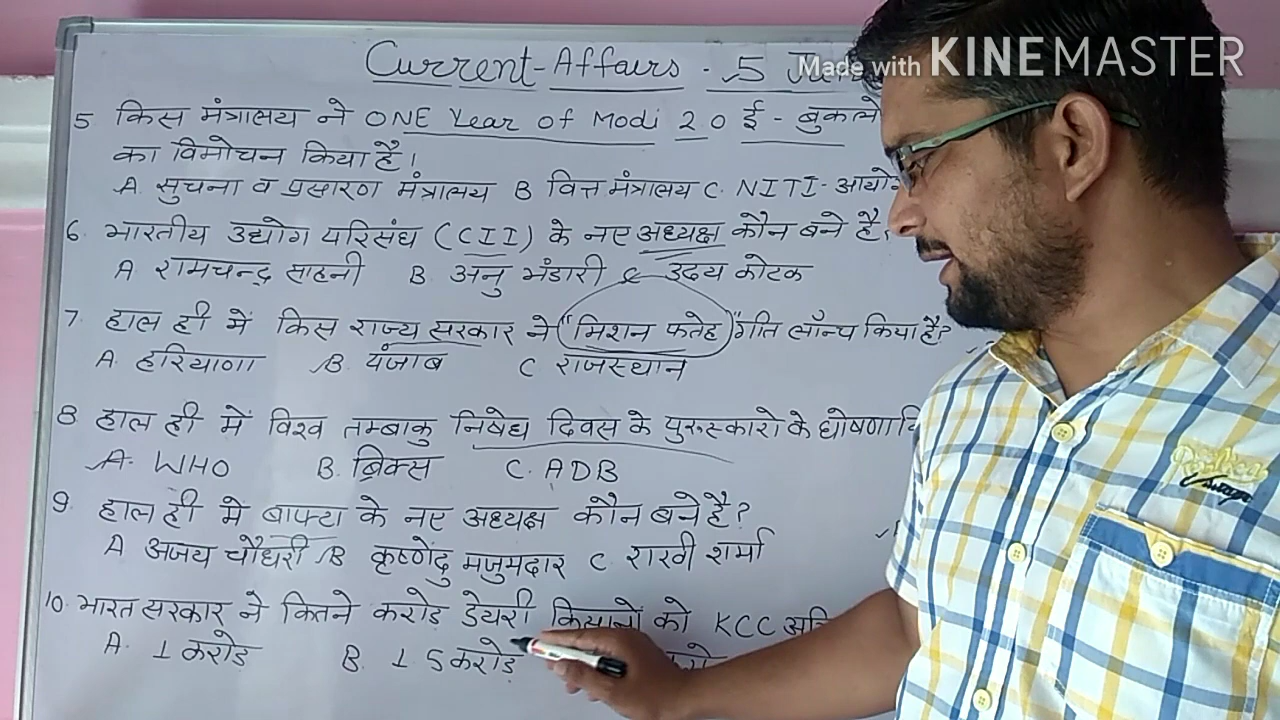 Current-Affairs - 5
Made with KINEMASTER
5 किस मंत्रालय ने ONE Year of Modi 2 0 ई - बुकले
का विमोचन किया है।
A. सुचना व प्रसारण मंत्रालय B वित्त मंत्रालय C. NITI-आयोग
6. भारतीय उद्योग परिसंघ (CII) के नए अध्यक्ष कौन बने है?
A रामचन्द्र साहनी B. अनु भंडारी C उदय कोटक
7. हाल ही में किस राज्य सरकार ने "मिशन फतेह" गीत लॉन्च किया है?
A. हरियाणा B. पंजाब C राजस्थान
8 हाल ही में विश्व तम्बाकु निषेध दिवस के पुरुस्कारो के घोषणा
A. WHO B. ब्रिक्स C. ADB
9. हाल ही मे बाफ्टा के नए अध्यक्ष कौन बने है?
A अजय चौधरी B कृष्णेंदु मजुमदार C राखी शर्मा
10. भारत सरकार ने कितने करोड डेयरी किसानो को KCC
A. 1 करोड B. 1.5 करोड़